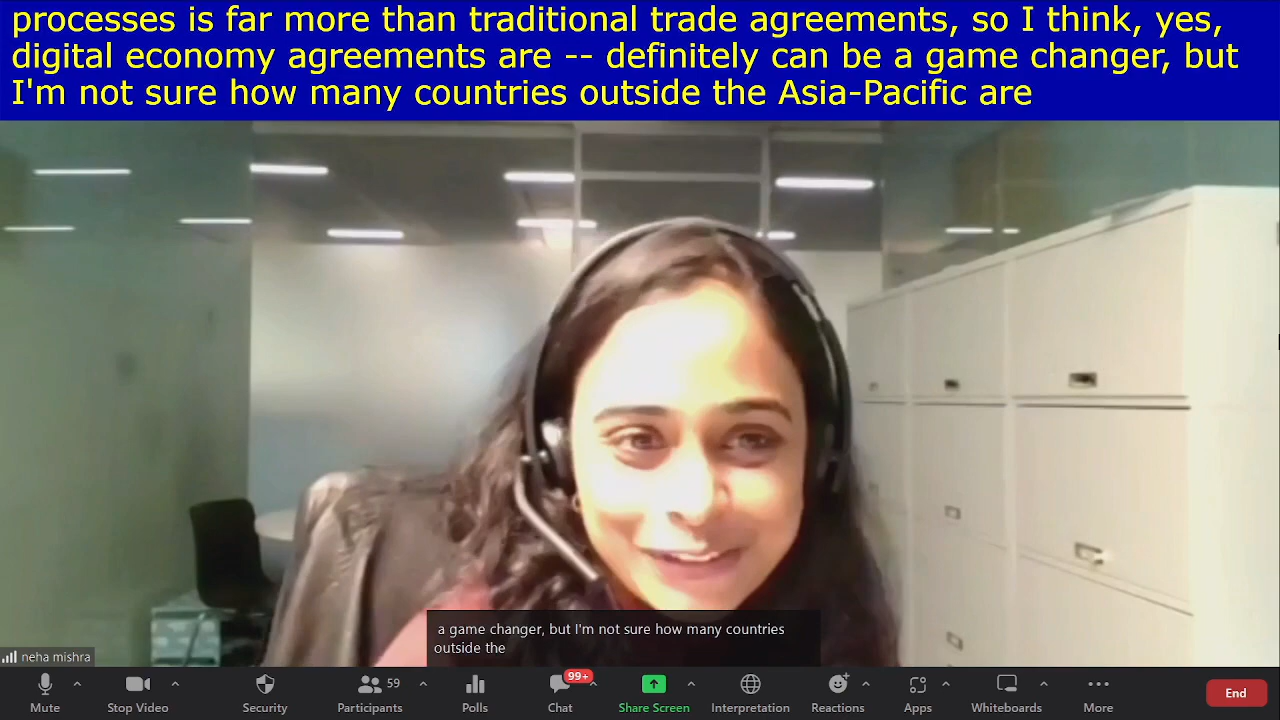 processes is far more than traditional trade agreements, so I think, yes,
digital economy agreements are -- definitely can be a game changer, but
I'm not sure how many countries outside the Asia-Pacific are
a game changer, but I'm not sure how many countries
outside the
neha mishra
59
99+
Mute
Stop Video
Security
Participants
Polls
Chat
Share Screen
Interpretation
Reactions
Apps
Whiteboards
More
End